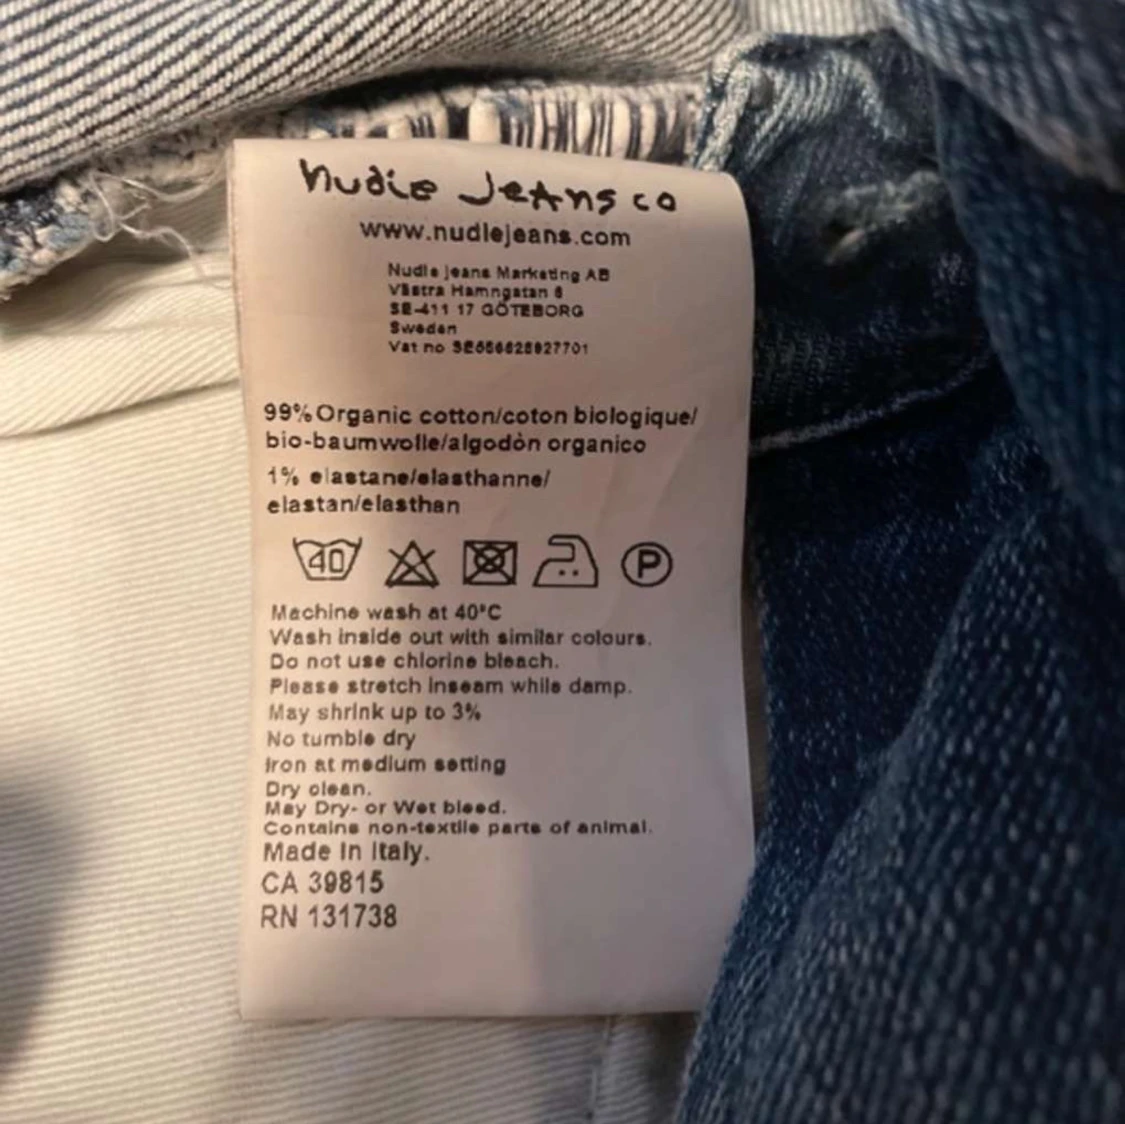 nudie Jeans co
www.nudiejeans.com
Nudie Jeans Marketing AB
Västra Hamngatan 6
SE-411 17 GÖTEBORG
Sweden
Vat no
99% Organic cotton/coton biologique/
bio-baumwolle/algodòn organico
1% elastane/elasthanne/
elastan/elasthan
40 P
Machine wash at 40°C
Wash inside out with similar colours.
Do not use chlorine bleach.
Please stretch inseam while damp.
May shrink up to 3%
No tumble dry
Iron at medium setting
Dry clean.
May Dry- or Wet bleed.
Contains non-textile parts of animal.
Made in Italy.
CA 39815
RN 131738